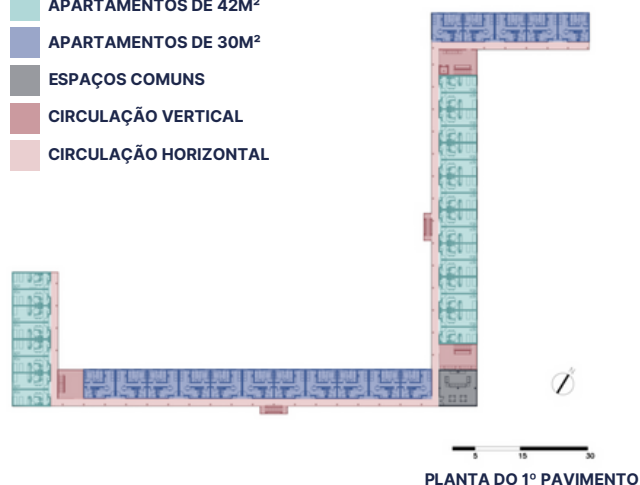 APARTAMENTOS DE 42M²
APARTAMENTOS DE 30M²
ESPAÇOS COMUNS
CIRCULAÇÃO VERTICAL
CIRCULAÇÃO HORIZONTAL
5 15 30
PLANTA DO 1º PAVIMENTO